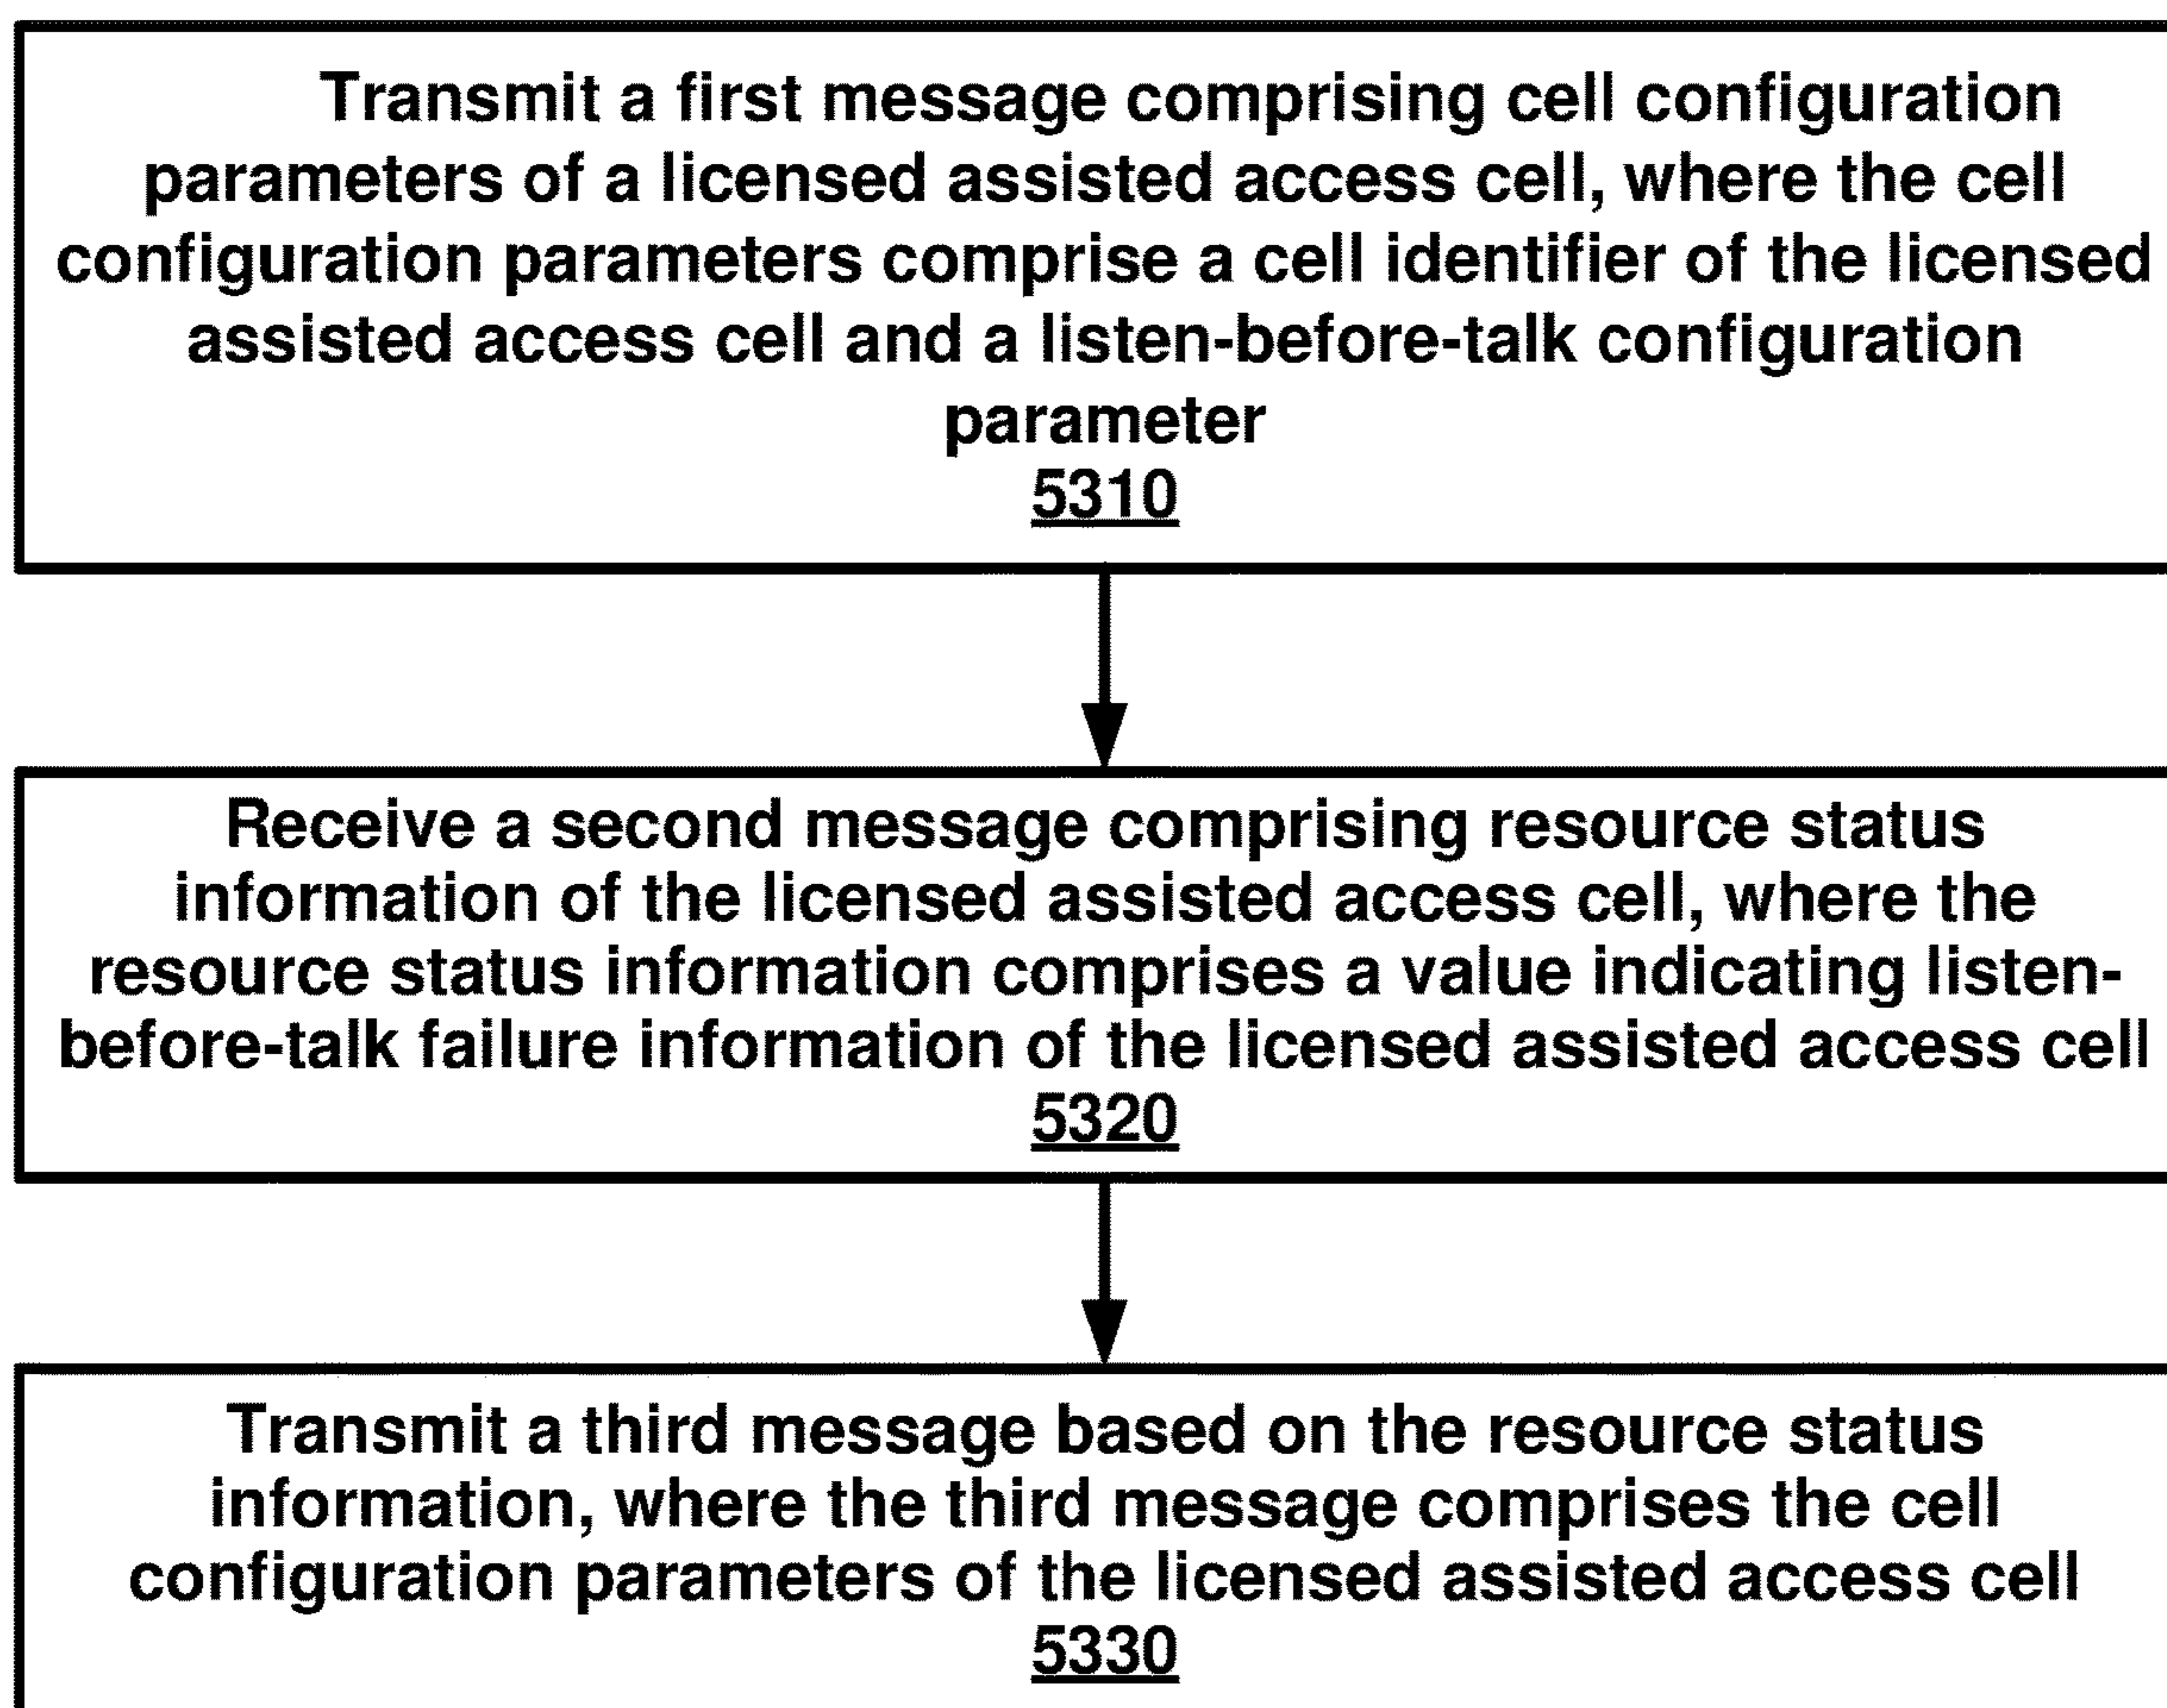 Transmit a first message comprising cell configuration
parameters of a licensed assisted access cell, where the cell
configuration parameters comprise a cell identifier of the licensed
assisted access cell and a listen-before-talk configuration
parameter
5310
Receive a second message comprising resource status
information of the licensed assisted access cell, where the
resource status information comprises a value indicating listen-
before-talk failure information of the licensed assisted access cell
5320
Transmit a third message based on the resource status
information, where the third message comprises the cell
configuration parameters of the licensed assisted access cell
5330